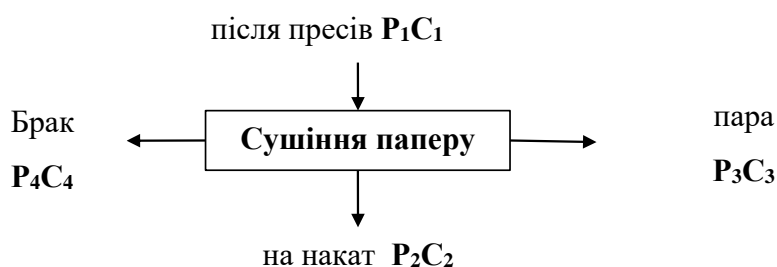 після пресів P₁C₁
Брак
P₄C₄
Сушіння паперу
пара
P₃C₃
на накат P₂C₂